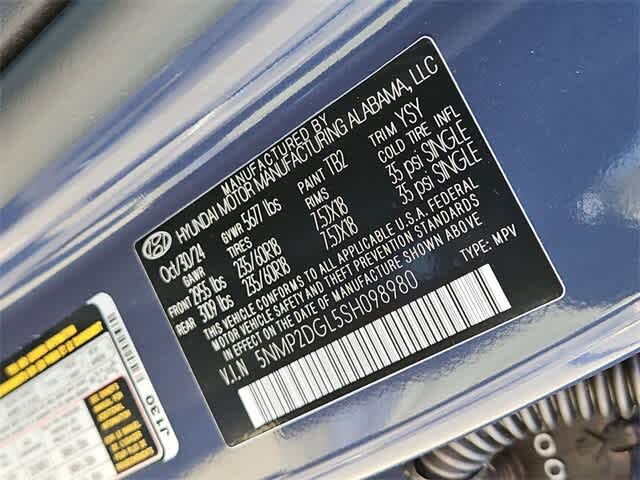 MANUFACTURED BY
HYUNDAI MOTOR MANUFACTURING ALABAMA, LLC
Oct/30/24 GVWR 5677 lbs PAINT TB2 TRIM YSY
GAWR TIRES RIMS COLD TIRE INFL
FRONT 2955 lbs 235/60R18 7.5JX18 35 psi SINGLE
REAR 3109 lbs 235/60R18 7.5JX18 35 psi SINGLE
THIS VEHICLE CONFORMS TO ALL APPLICABLE U.S.A. FEDERAL
MOTOR VEHICLE SAFETY AND THEFT PREVENTION STANDARDS
IN EFFECT ON THE DATE OF MANUFACTURE SHOWN ABOVE.
V.I.N 5NMP2DGL5SH098980 TYPE: MPV
J1130